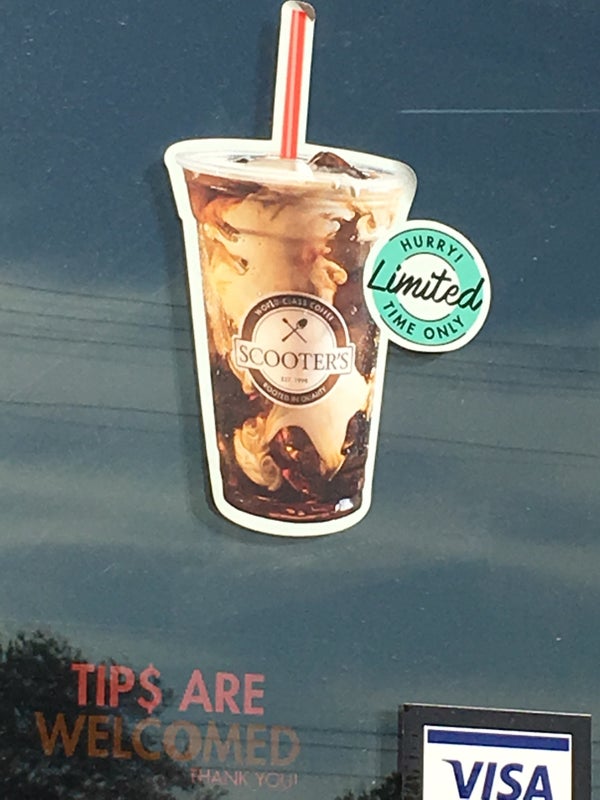 HURRY!
Limited
TIME ONLY
WORLD CLASS COFFEE
SCOOTER'S
EST. 1998
ROOTED IN QUALITY
TIP$ ARE
WELCOMED
THANK YOU!
VISA